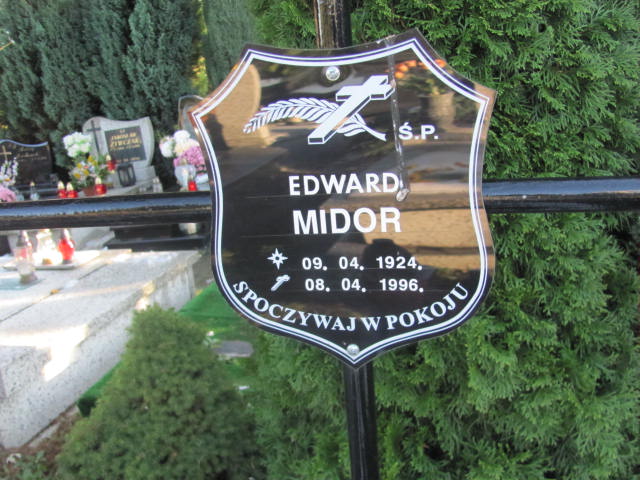 Ś.P.
EDWARD
MIDOR
09. 04. 1924.
08. 04. 1996.
SPOCZYWAJ W POKOJU